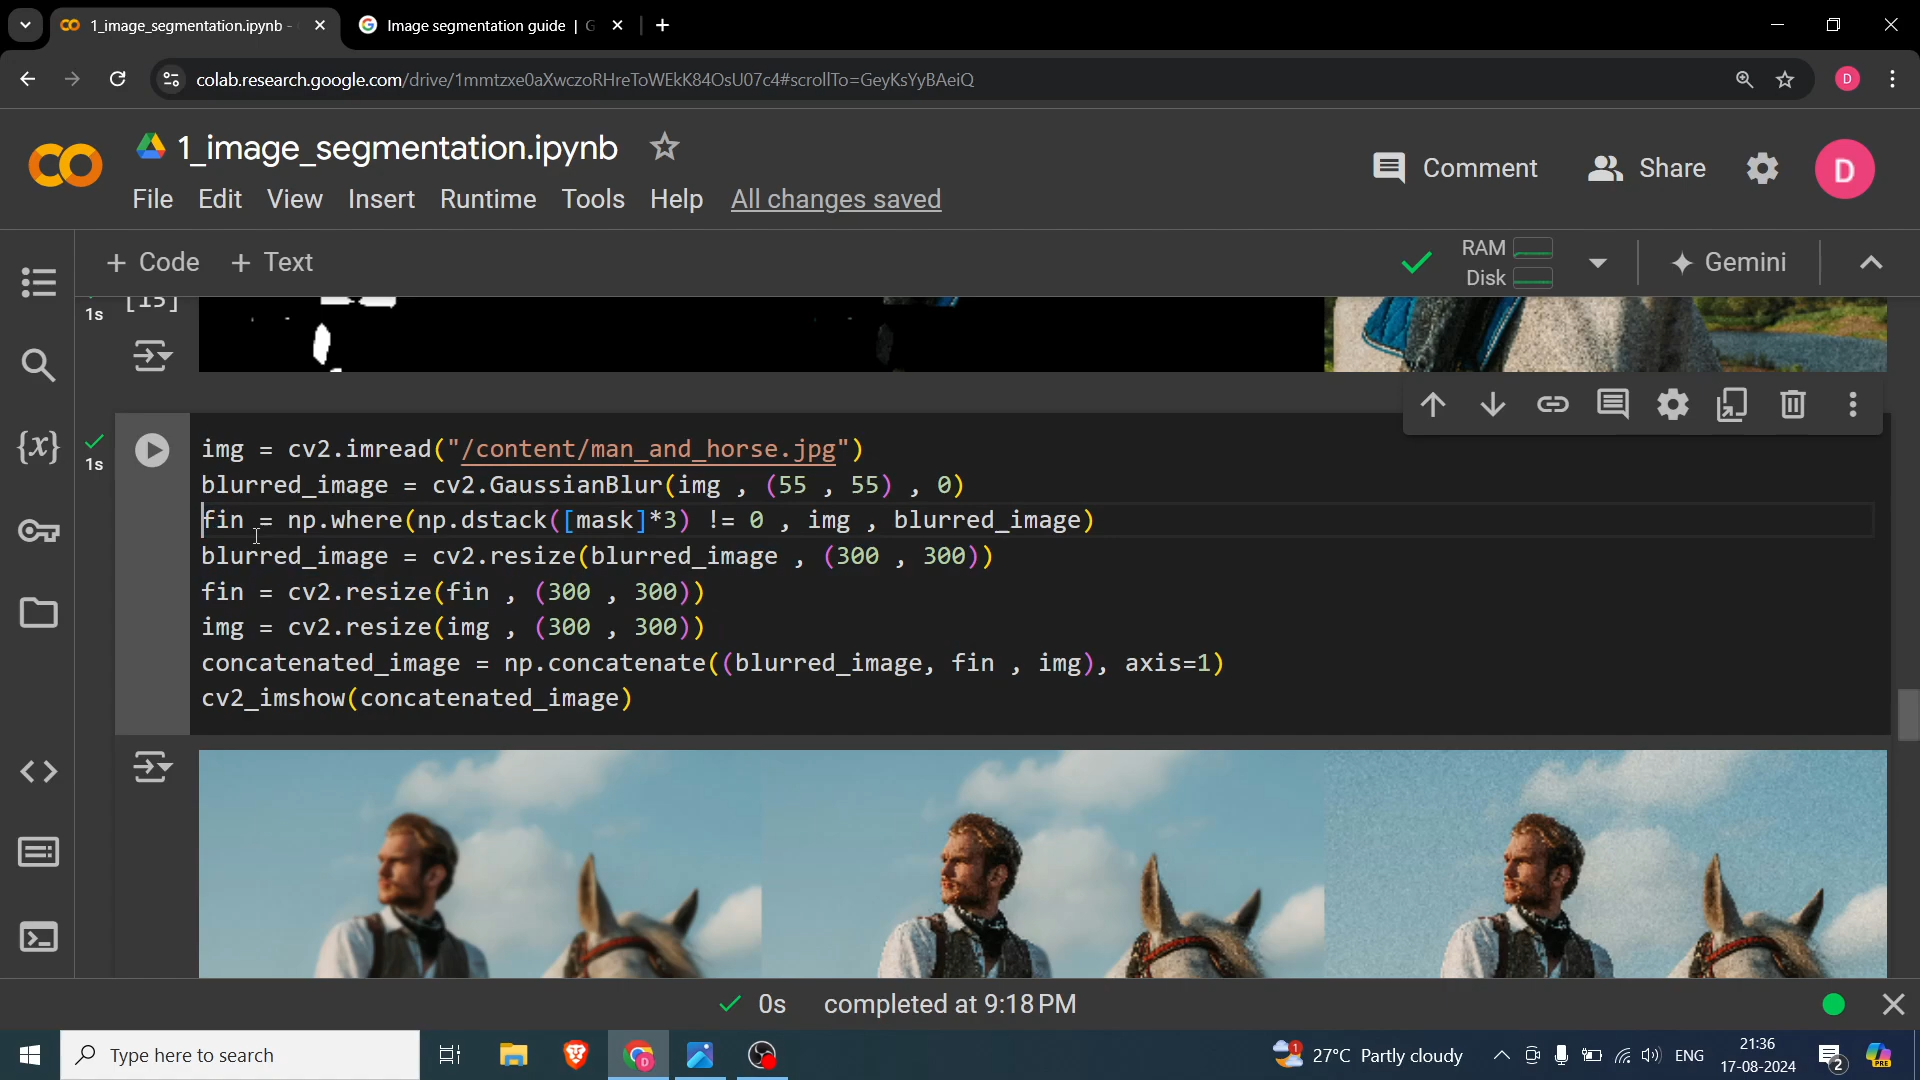 1_image_segmentation.ipynb -
Image segmentation guide | G
colab.research.google.com/drive/1mmtzxe0aXwczoRHreToWEkK84OsU07c4#scrollTo=GeyKsYyBAeiQ
D
1_image_segmentation.ipynb
Comment
Share
D
File Edit View Insert Runtime Tools Help All changes saved
+ Code + Text
RAM
Disk
Gemini
[15]
1s
{x}
1s
img = cv2.imread("/content/man_and_horse.jpg")
blurred_image = cv2.GaussianBlur(img , (55 , 55) , 0)
fin = np.where(np.dstack([mask]*3) != 0 , img , blurred_image)
blurred_image = cv2.resize(blurred_image , (300 , 300))
fin = cv2.resize(fin , (300 , 300))
img = cv2.resize(img , (300 , 300))
concatenated_image = np.concatenate((blurred_image, fin , img), axis=1)
cv2_imshow(concatenated_image)
0s completed at 9:18 PM
Type here to search
1
27°C Partly cloudy
ENG
21:36
17-08-2024
2
PRE